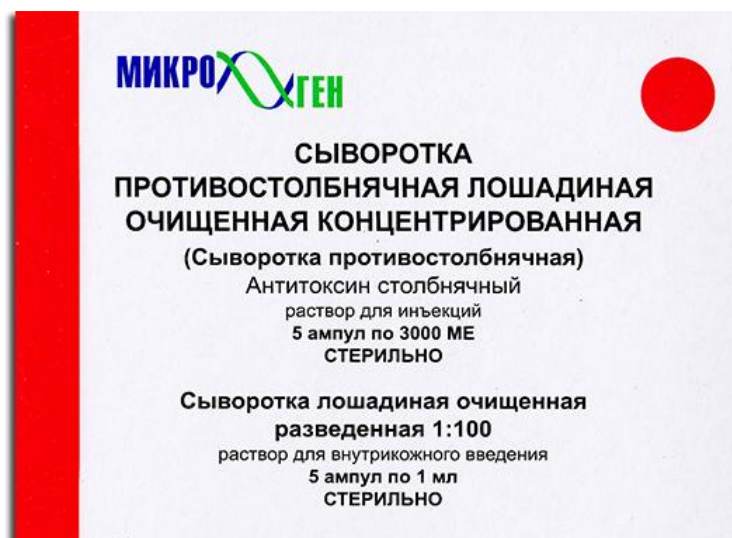 МИКРОГЕН
СЫВОРОТКА
ПРОТИВОСТОЛБНЯЧНАЯ ЛОШАДИНАЯ
ОЧИЩЕННАЯ КОНЦЕНТРИРОВАННАЯ
(Сыворотка противостолбнячная)
Антитоксин столбнячный
раствор для инъекций
5 ампул по 3000 МЕ
СТЕРИЛЬНО
Сыворотка лошадиная очищенная
разведенная 1:100
раствор для внутрикожного введения
5 ампул по 1 мл
СТЕРИЛЬНО